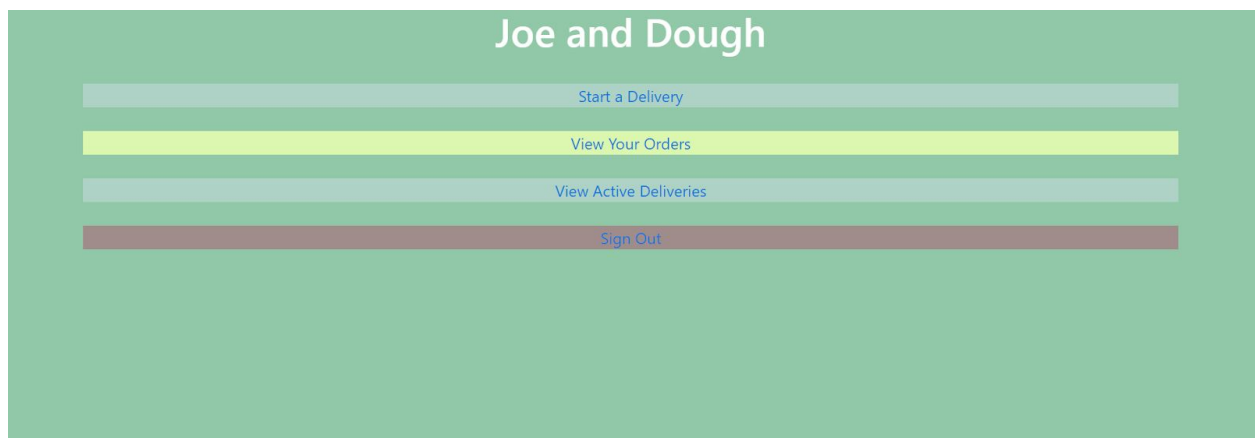 Joe and Dough
Start a Delivery
View Your Orders
View Active Deliveries
Sign Out